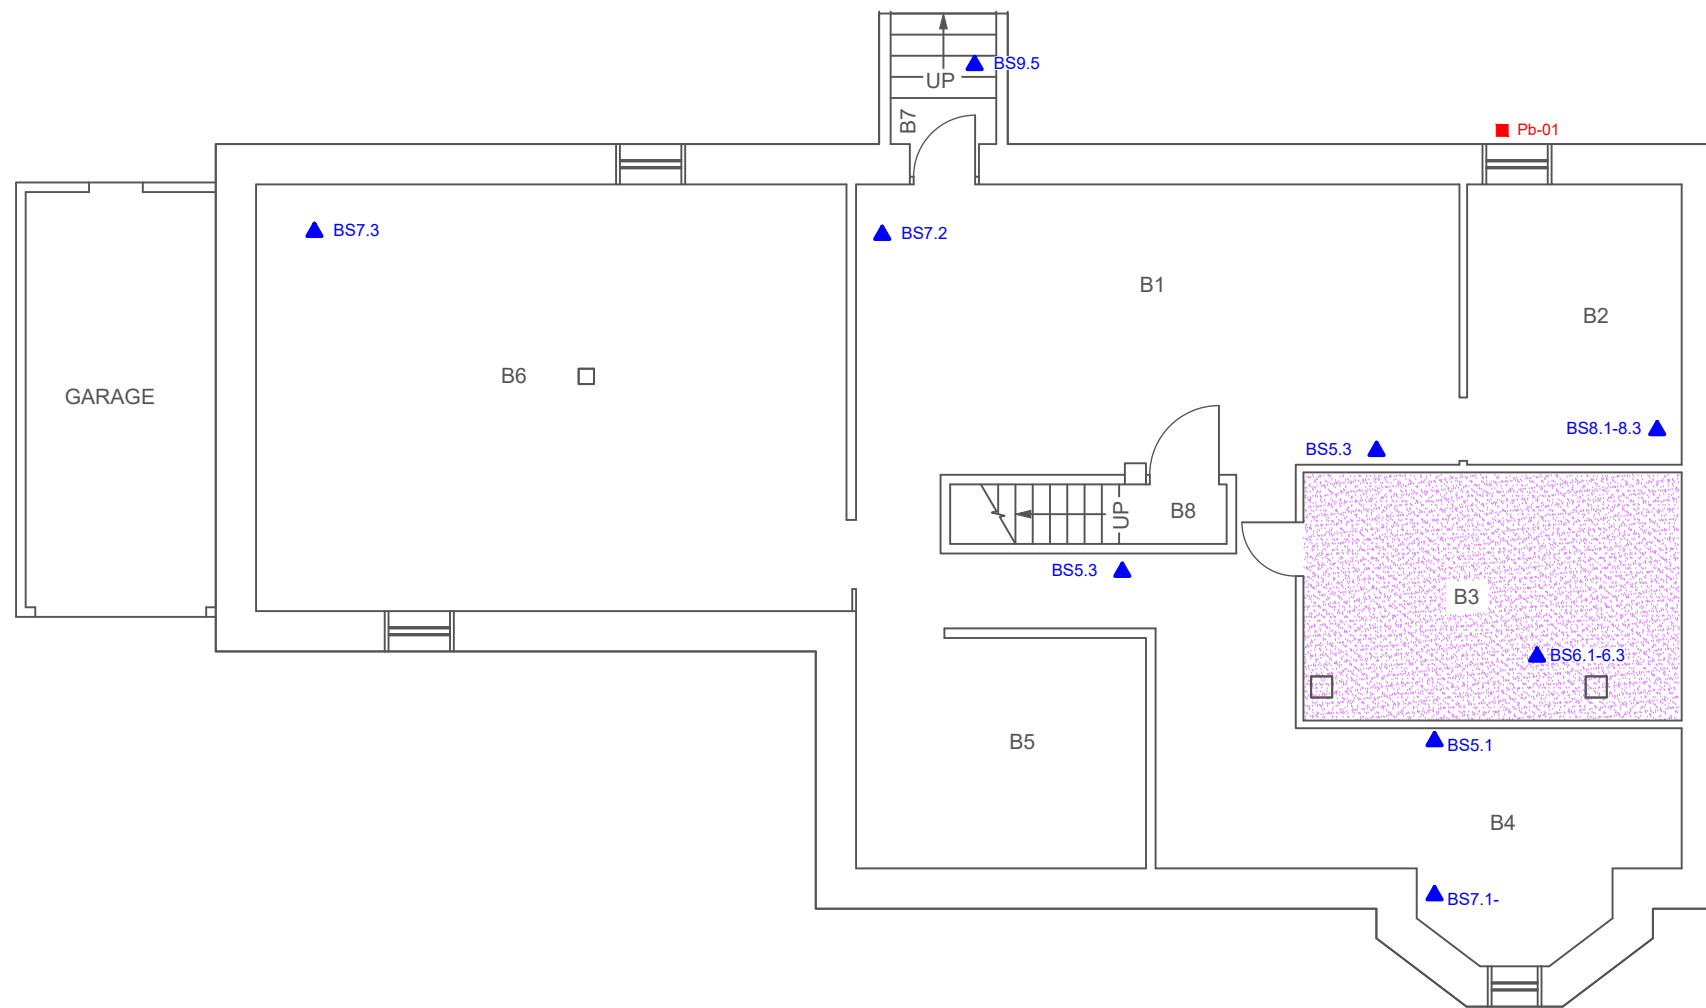 BS9.5
UP
B7
Pb-01
BS7.3
BS7.2
B1
B2
B6
GARAGE
BS8.1-8.3
BS5.3
B8
UP
BS5.3
B3
BS6.1-6.3
B5
BS5.1
B4
BS7.1-